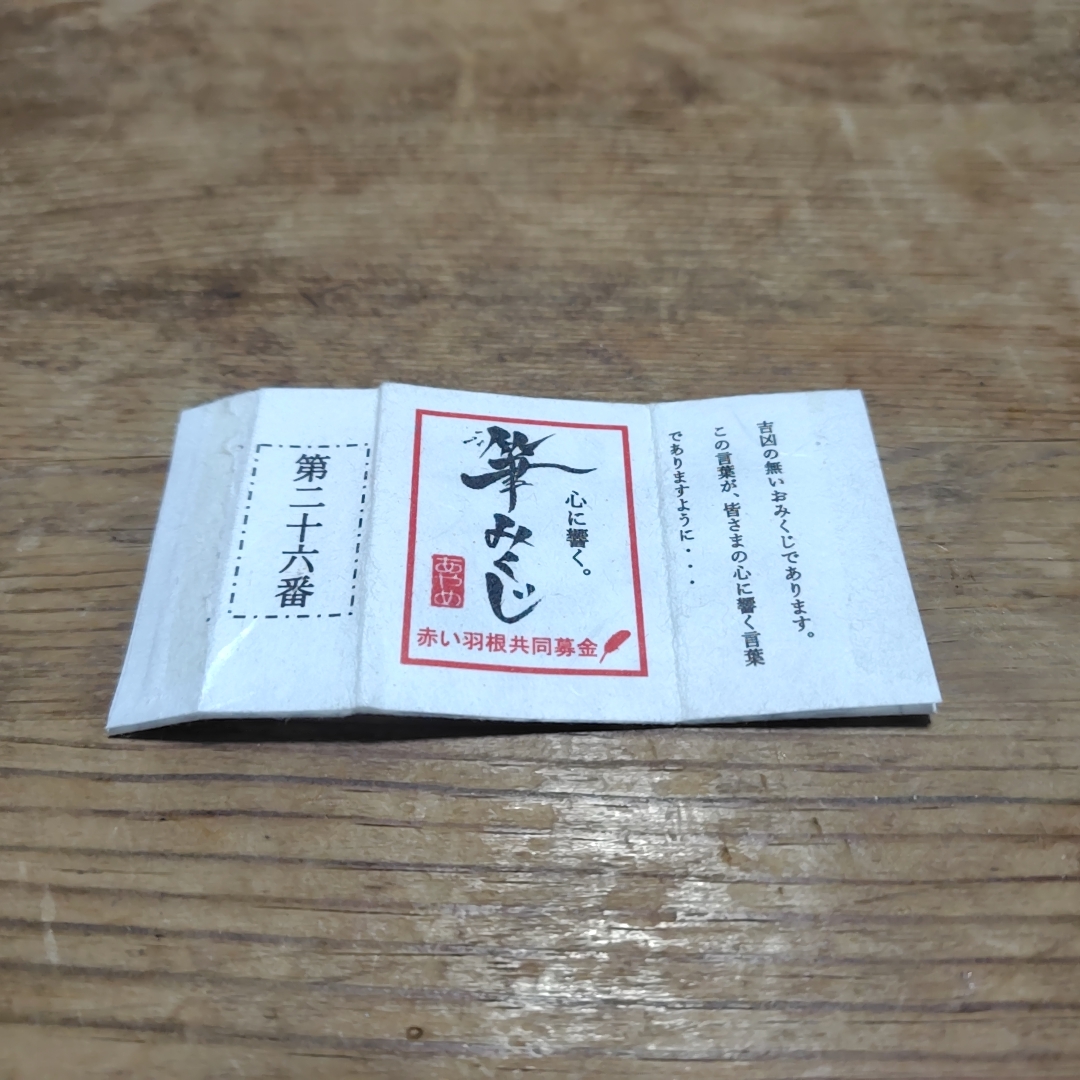 吉凶の無いおみくじであります。
この言葉が、皆さまの心に響く言葉
でありますように・・・
心に響く。
筆みくじ
あやめ
赤い羽根共同募金
第二十六番